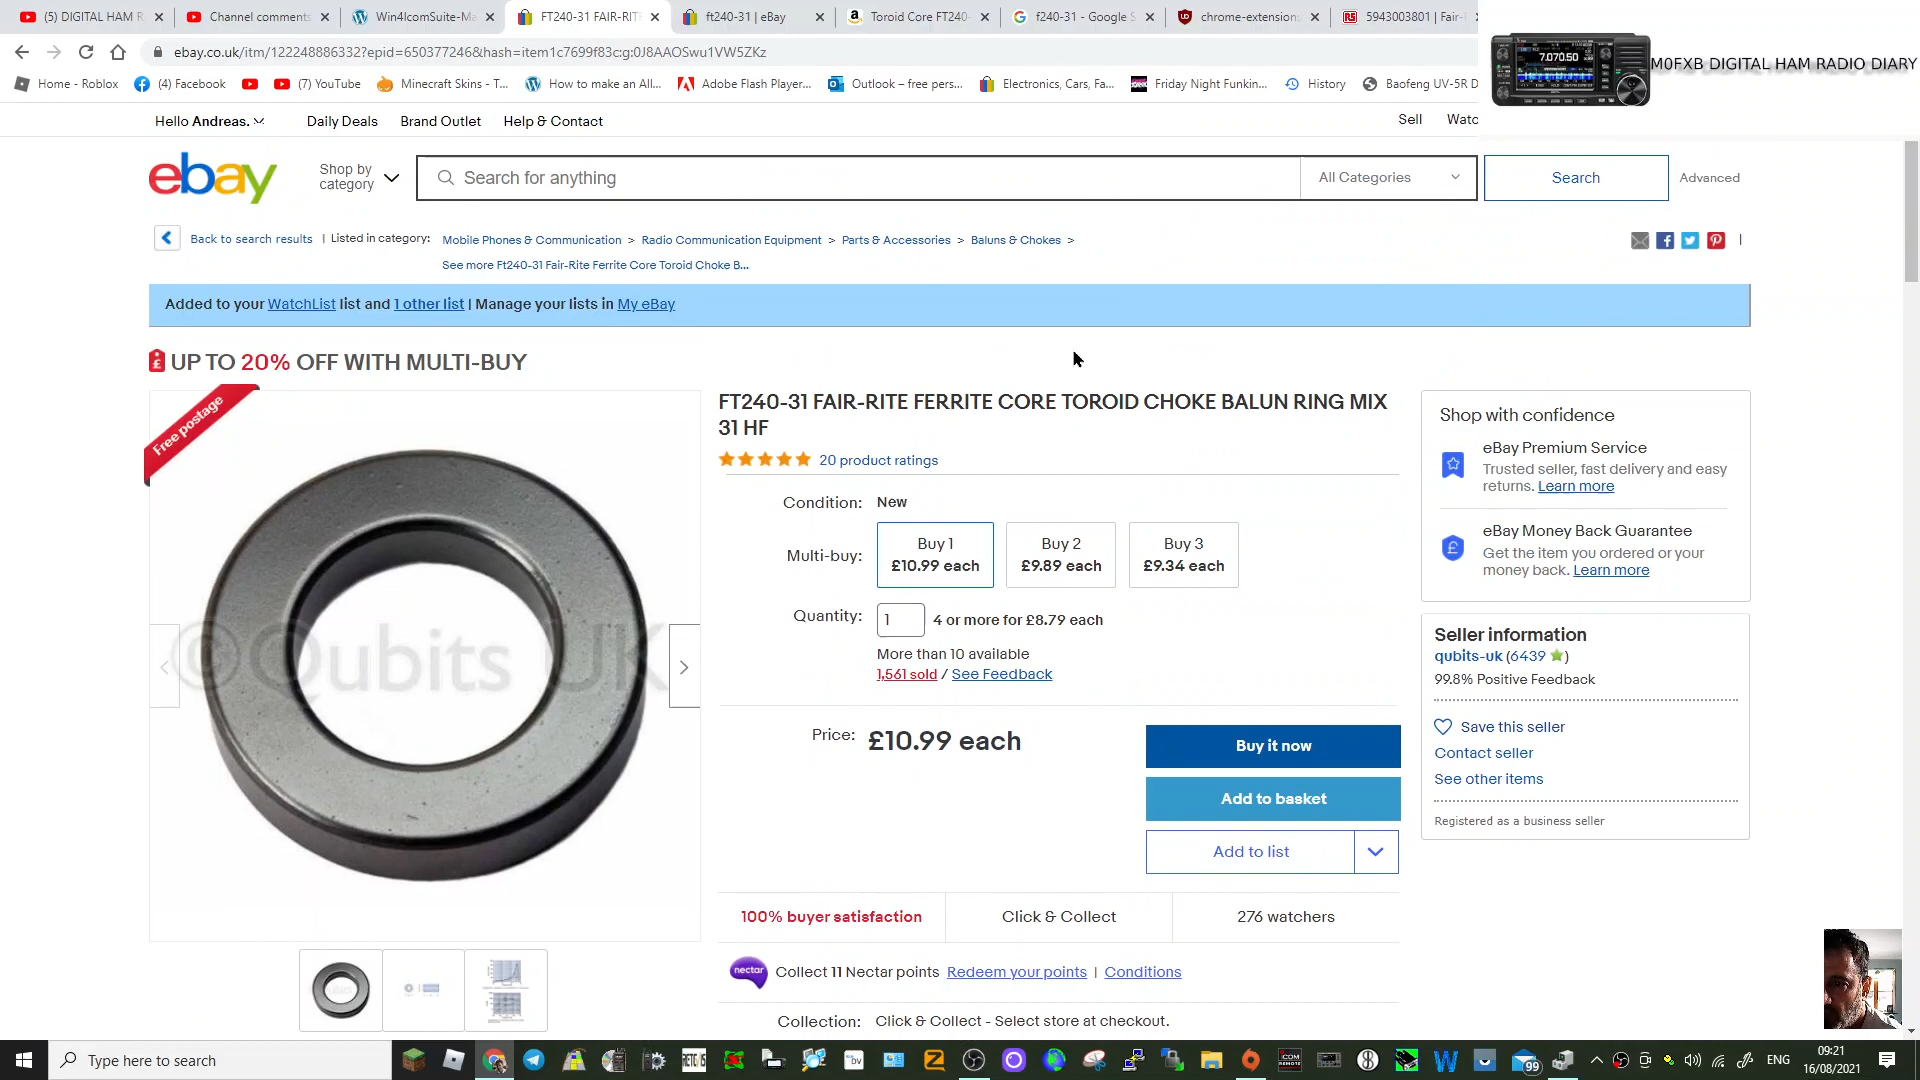 (5) DIGITAL HAM R
Channel comments
Win4IcomSuite-Ma
FT240-31 FAIR-RITE
ft240-31 | eBay
Toroid Core FT240-
f240-31 - Google S
chrome-extension:
5943003801 | Fair-
ebay.co.uk/itm/122248886332?epid=650377246&hash=item1c7699f83c:g:0J8AAOSwu1VW5ZKz
7.070.50
M0FXB DIGITAL HAM RADIO DIARY
Home - Roblox
(4) Facebook
(7) YouTube
Minecraft Skins - T...
How to make an All...
Adobe Flash Player...
Outlook – free pers...
Electronics, Cars, Fa...
Friday Night Funkin...
History
Baofeng UV-5R D
Hello Andreas.
Daily Deals
Brand Outlet
Help & Contact
Sell
Watc
ebay
Shop by
category
Search for anything
All Categories
Search
Advanced
Back to search results | Listed in category:
Mobile Phones & Communication > Radio Communication Equipment > Parts & Accessories > Baluns & Chokes >
See more Ft240-31 Fair-Rite Ferrite Core Toroid Choke B...
Added to your WatchList list and 1 other list | Manage your lists in My eBay
£ UP TO 20% OFF WITH MULTI-BUY
Free postage
©Qubits UK
FT240-31 FAIR-RITE FERRITE CORE TOROID CHOKE BALUN RING MIX
31 HF
20 product ratings
Condition: New
Multi-buy:
Buy 1
£10.99 each
Buy 2
£9.89 each
Buy 3
£9.34 each
Quantity: 1 4 or more for £8.79 each
More than 10 available
1,561 sold / See Feedback
Price: £10.99 each
Buy it now
Add to basket
Add to list
100% buyer satisfaction
Click & Collect
276 watchers
nectar Collect 11 Nectar points Redeem your points | Conditions
Collection: Click & Collect - Select store at checkout.
Shop with confidence
eBay Premium Service
Trusted seller, fast delivery and easy
returns. Learn more
eBay Money Back Guarantee
Get the item you ordered or your
money back. Learn more
Seller information
qubits-uk (6439 )
99.8% Positive Feedback
Save this seller
Contact seller
See other items
Registered as a business seller
Type here to search
99
ENG
09:21
16/08/2021